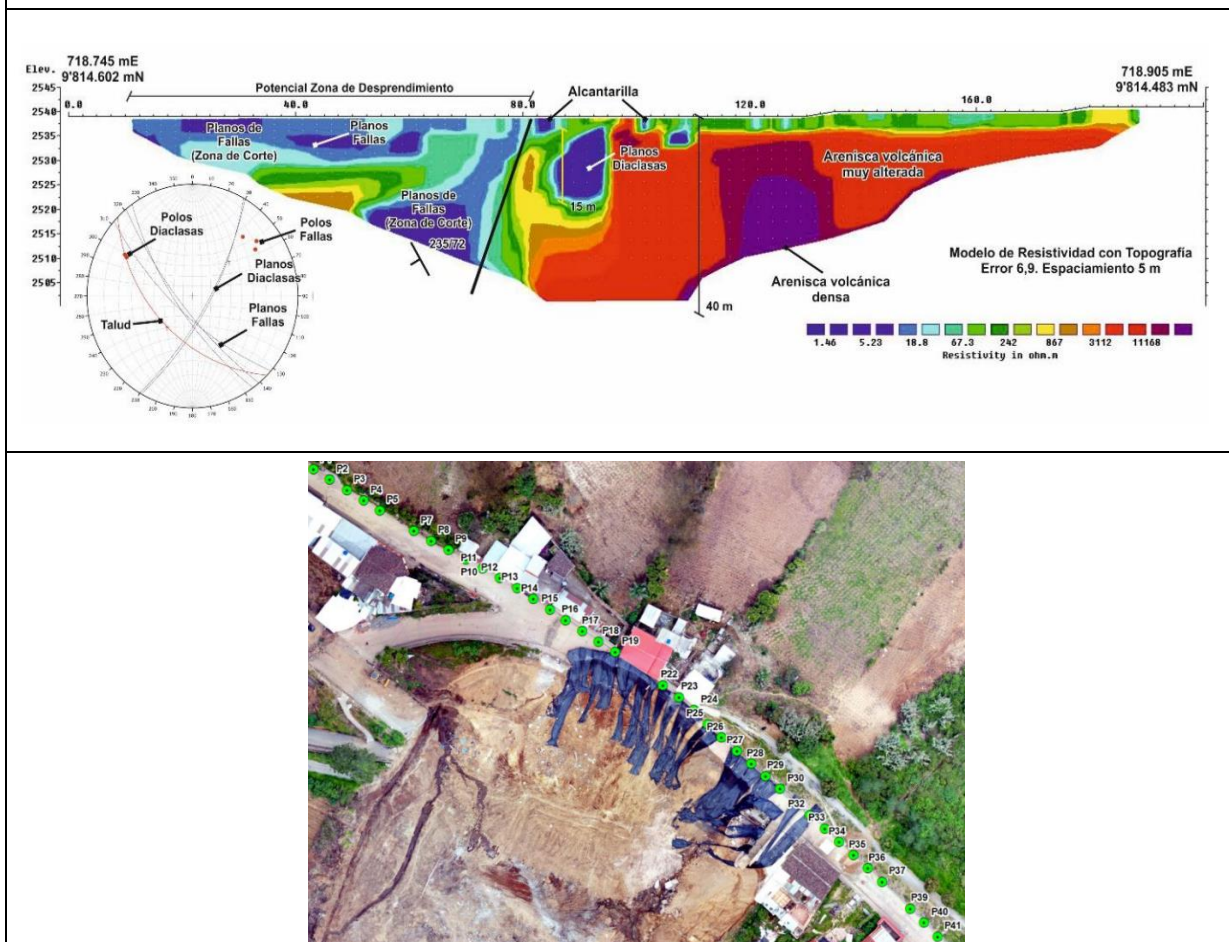 718.745 mE
9'814.602 mN
718.905 mE
9'814.483 mN
Elev.
2545
2540
2535
2530
2525
2520
2515
2510
2505
Potencial Zona de Desprendimiento
Alcantarilla
0.0 40.0 80.0 120.0 160.0
Planos de
Fallas
(Zona de Corte)
Planos
Fallas
Planos
Diaclasas
Arenisca volcánica
muy alterada
Planos de
Fallas
(Zona de Corte)
15 m
235/72
Polos
Diaclasas
Polos
Fallas
Planos
Diaclasas
Talud
Planos
Fallas
Arenisca volcánica
densa
40 m
Modelo de Resistividad con Topografía
Error 6,9. Espaciamiento 5 m
1.46 5.23 18.8 67.3 242 867 3112 11168
Resistivity in ohm.m
P2
P3
P4
P5
P7
P8
P9
P11
P10
P12
P13
P14
P15
P16
P17
P18
P19
P22
P23
P24
P25
P26
P27
P28
P29
P30
P32
P33
P34
P35
P36
P37
P39
P40
P41